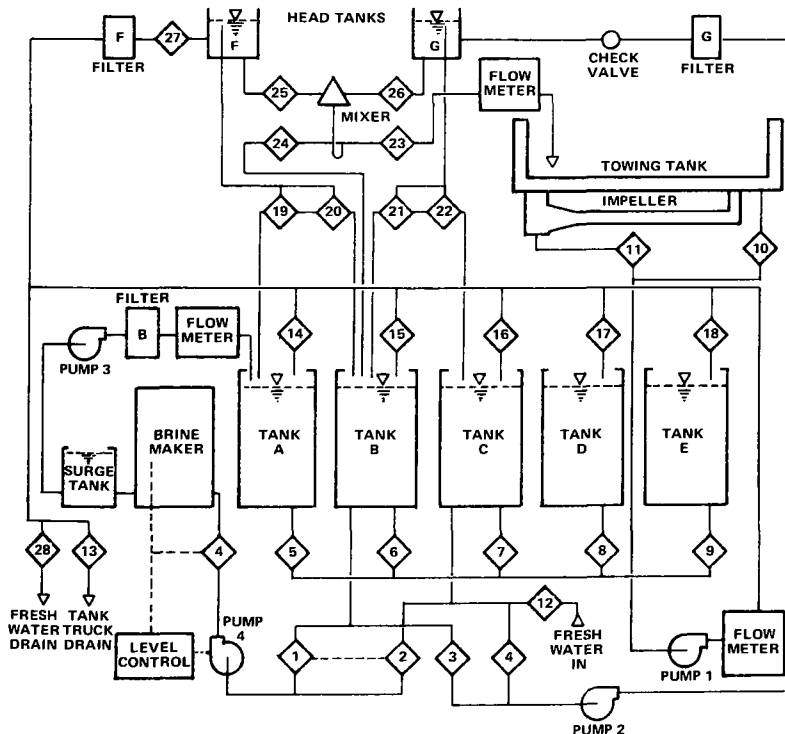 HEAD TANKS
F
27
F
G
G
FILTER
CHECK
VALVE
FILTER
FLOW
METER
25
26
MIXER
24
23
TOWING TANK
IMPELLER
19
20
21
22
11
10
FILTER
B
FLOW
METER
PUMP 3
14
15
16
17
18
BRINE
MAKER
SURGE
TANK
TANK
A
TANK
B
TANK
C
TANK
D
TANK
E
28
13
4
5
6
7
8
9
FRESH
WATER
DRAIN
TANK
TRUCK
DRAIN
LEVEL
CONTROL
PUMP
4
1
2
3
4
12
FRESH
WATER
IN
PUMP 1
FLOW
METER
PUMP 2